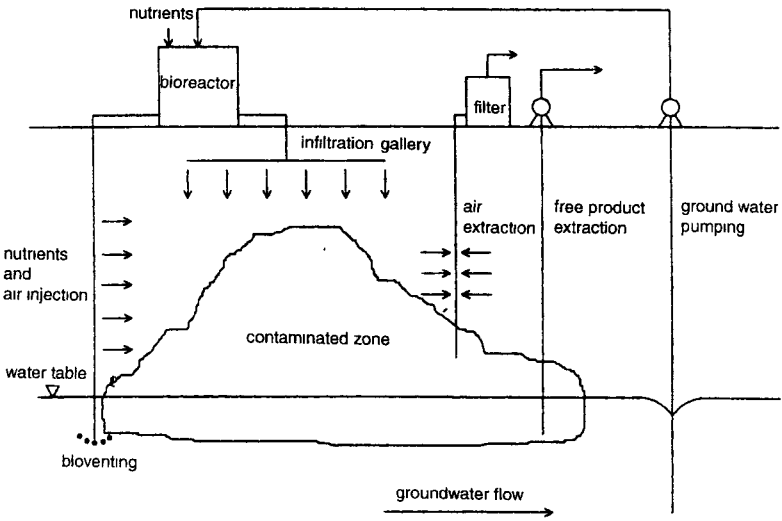 nutrients
bioreactor
filter
infiltration gallery
air
extraction
free product
extraction
ground water
pumping
nutrients
and
air injection
contaminated zone
water table
bioventing
groundwater flow